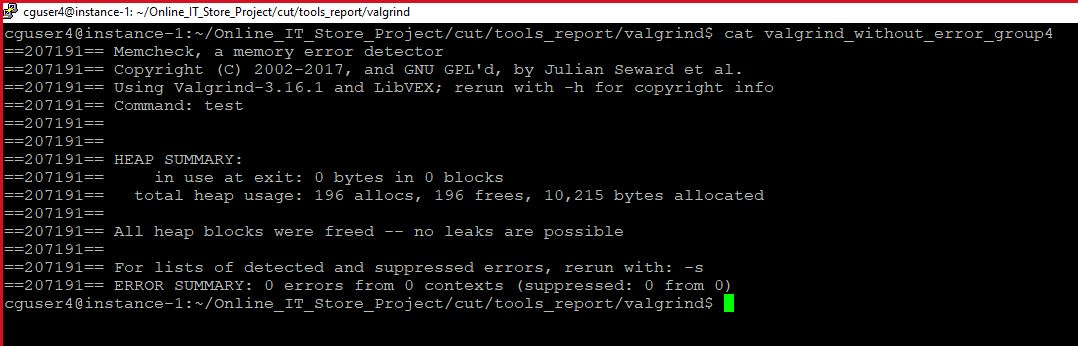 cguser4@instance-1: ~/Online_IT_Store_Project/cut/tools_report/valgrind
cguser4@instance-1:~/Online_IT_Store_Project/cut/tools_report/valgrind$ cat valgrind_without_error_group4
==207191== Memcheck, a memory error detector
==207191== Copyright (C) 2002-2017, and GNU GPL'd, by Julian Seward et al.
==207191== Using Valgrind-3.16.1 and LibVEX; rerun with -h for copyright info
==207191== Command: test
==207191==
==207191==
==207191== HEAP SUMMARY:
==207191==     in use at exit: 0 bytes in 0 blocks
==207191==   total heap usage: 196 allocs, 196 frees, 10,215 bytes allocated
==207191==
==207191== All heap blocks were freed -- no leaks are possible
==207191==
==207191== For lists of detected and suppressed errors, rerun with: -s
==207191== ERROR SUMMARY: 0 errors from 0 contexts (suppressed: 0 from 0)
cguser4@instance-1:~/Online_IT_Store_Project/cut/tools_report/valgrind$